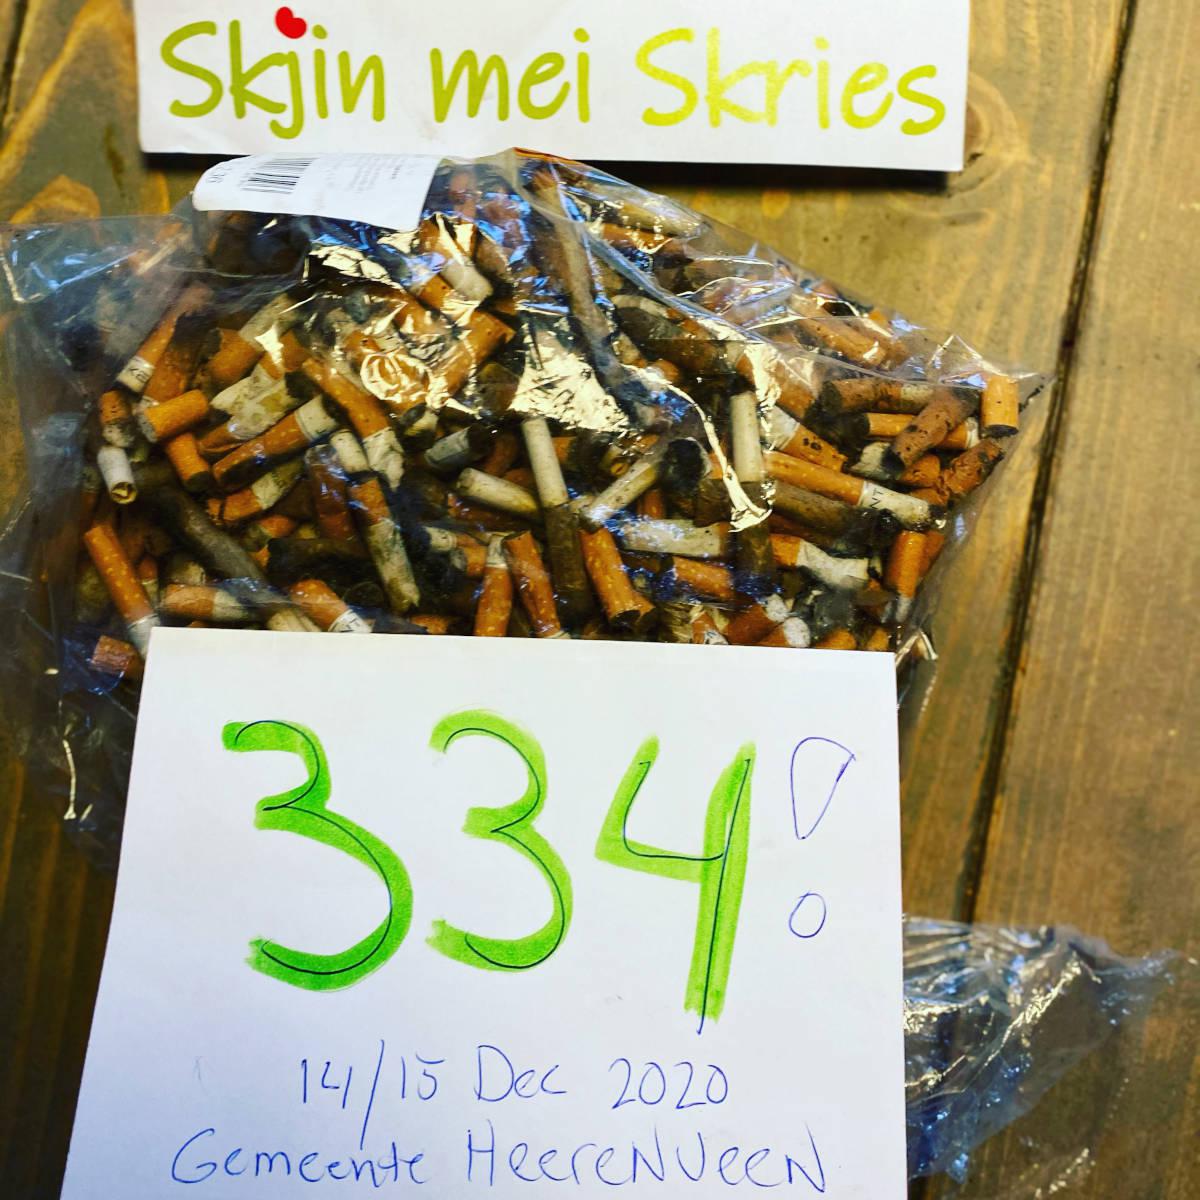 Skjin mei Skries
334!
14/15 Dec 2020
Gemeente Heerenveen